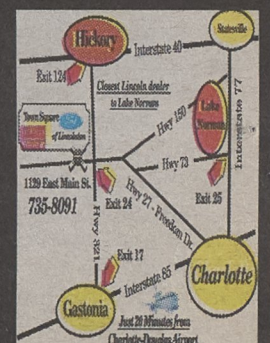 Hickory
Statesville
Interstate 40
Exit 124
Closest Lincoln dealer
to Lake Norman
Hwy 150
Lake
Norman
Interstate 77
Town Square
of Lincolnton
Hwy 73
1129 East Main St.
735-8091
Exit 24
Exit 25
Hwy 27 - Freedom Dr.
Hwy 321
Exit 17
Interstate 85
Charlotte
Gastonia
Just 20 Minutes from
Charlotte-Douglas Airport